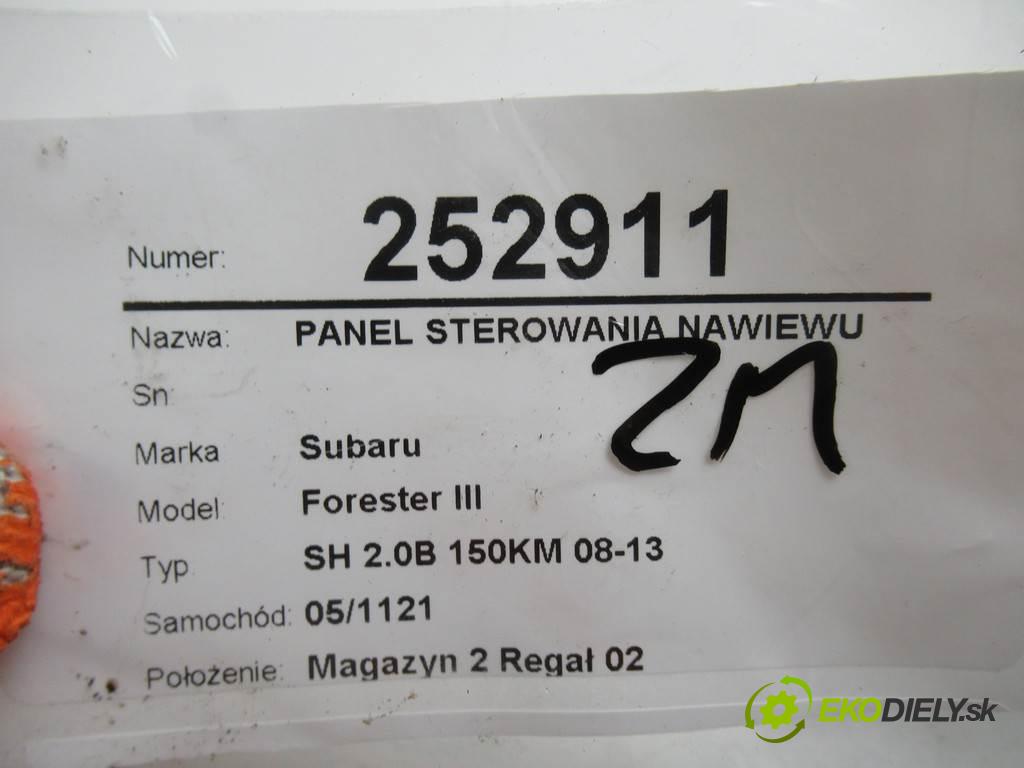 Numer: 252911
Nazwa: PANEL STEROWANIA NAWIEWU
ZM
Sn:
Marka Subaru
Model: Forester III
Typ SH 2.0B 150KM 08-13
Samochód: 05/1121
Położenie: Magazyn 2 Regał 02
EKODIELY.sk